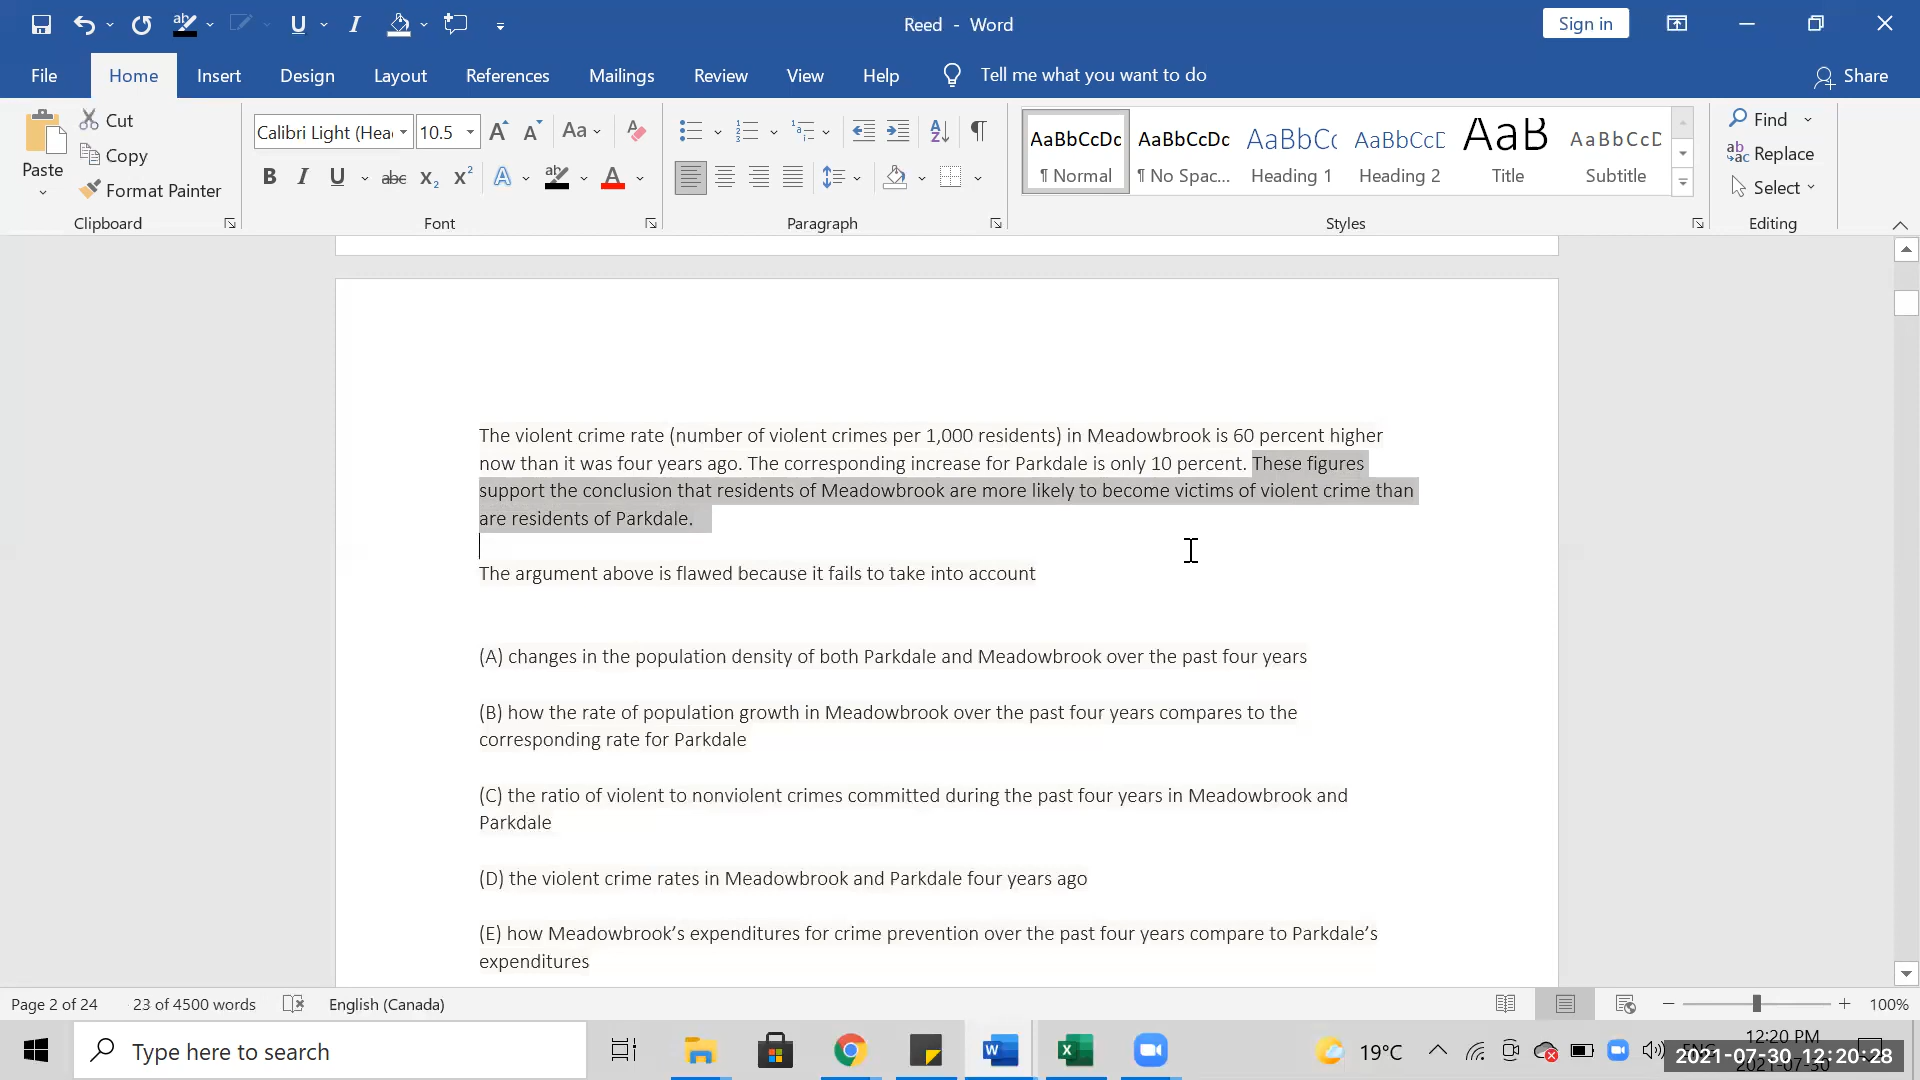 Reed - Word
Sign in
File Home Insert Design Layout References Mailings Review View Help Tell me what you want to do Share
Paste
Cut
Copy
Format Painter
Clipboard
Calibri Light (Hea 10.5
Font
Paragraph
AaBbCcDc AaBbCcDc AaBbCc AaBbCcD AaB AaBbCcD
¶ Normal ¶ No Spac... Heading 1 Heading 2 Title Subtitle
Styles
Find
Replace
Select
Editing
The violent crime rate (number of violent crimes per 1,000 residents) in Meadowbrook is 60 percent higher
now than it was four years ago. The corresponding increase for Parkdale is only 10 percent. These figures
support the conclusion that residents of Meadowbrook are more likely to become victims of violent crime than
are residents of Parkdale.
The argument above is flawed because it fails to take into account
(A) changes in the population density of both Parkdale and Meadowbrook over the past four years
(B) how the rate of population growth in Meadowbrook over the past four years compares to the
corresponding rate for Parkdale
(C) the ratio of violent to nonviolent crimes committed during the past four years in Meadowbrook and
Parkdale
(D) the violent crime rates in Meadowbrook and Parkdale four years ago
(E) how Meadowbrook’s expenditures for crime prevention over the past four years compare to Parkdale’s
expenditures
Page 2 of 24 23 of 4500 words English (Canada) 100%
Type here to search
19°C
12:20 PM
2021-07-30 12:20:28